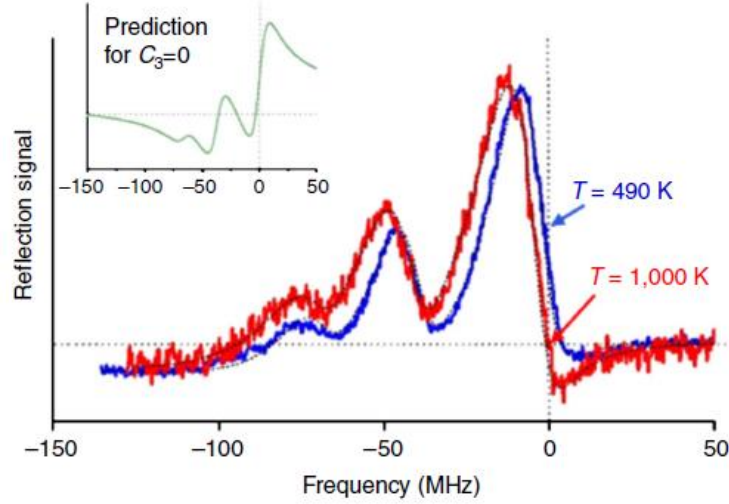 Prediction
for C₃=0
−150
−100
−50
0
50
Reflection signal
T = 490 K
T = 1,000 K
−150
−100
−50
0
50
Frequency (MHz)